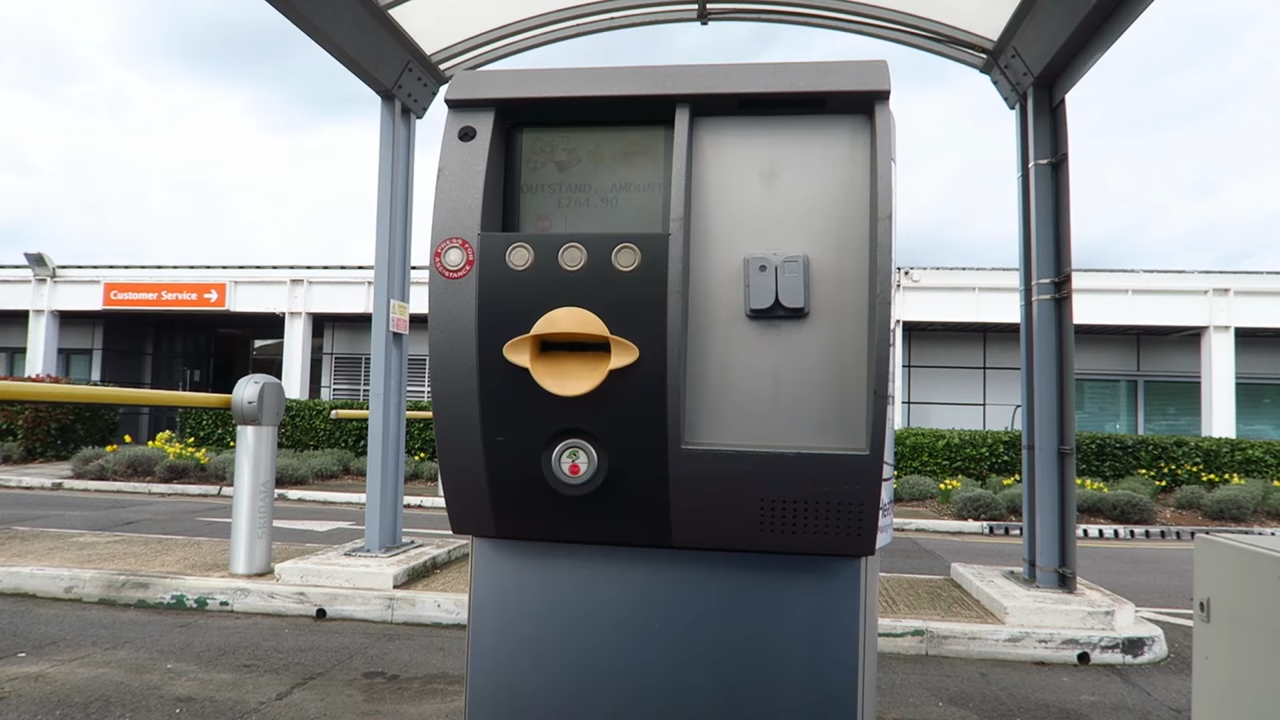 OUTSTAND. AMOUNT
£264.90
PRESS FOR
ASSISTANCE
Customer Service
SKIDATA